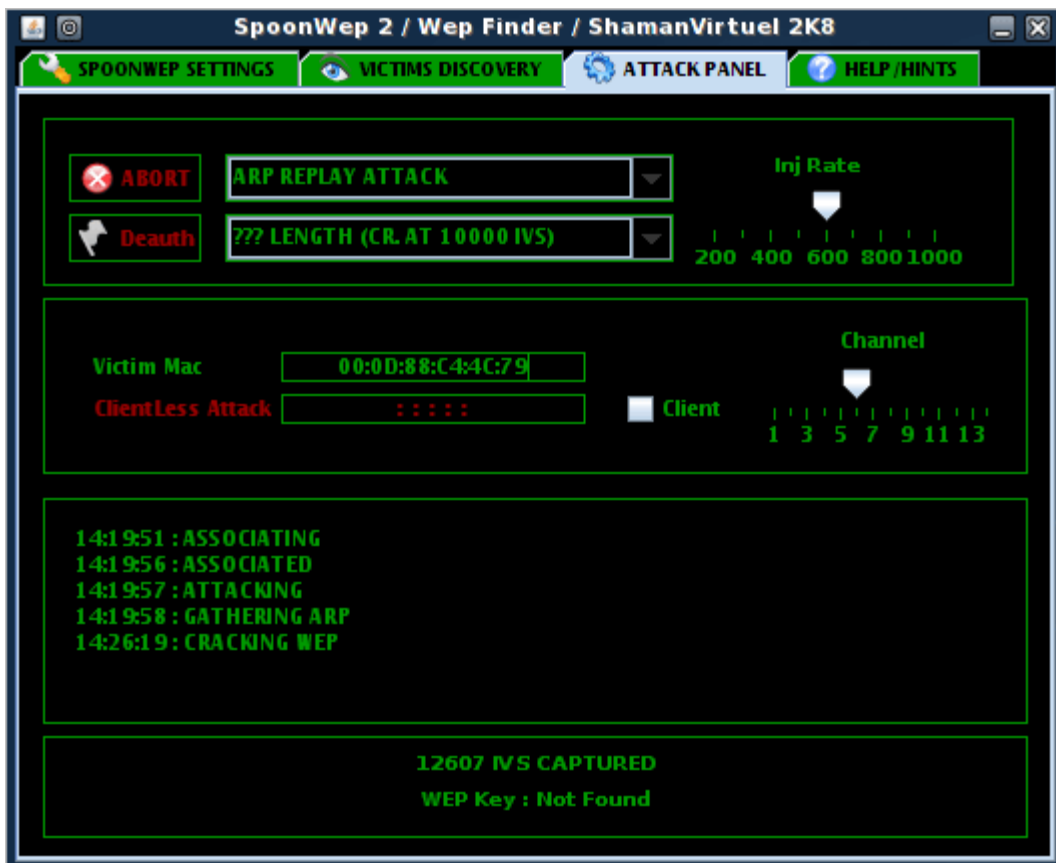 SpoonWep 2 / Wep Finder / ShamanVirtuel 2K8
SPOONWEP SETTINGS VICTIMS DISCOVERY ATTACK PANEL HELP/HINTS
ABORT ARP REPLAY ATTACK Inj Rate
Deauth ??? LENGTH (CR. AT 10000 IVS)
200 400 600 800 1000
Channel
Victim Mac 00:0D:88:C4:4C:79
ClientLess Attack : : : : : Client
1 3 5 7 9 11 13
14:19:51 : ASSOCIATING
14:19:56 : ASSOCIATED
14:19:57 : ATTACKING
14:19:58 : GATHERING ARP
14:26:19 : CRACKING WEP
12607 IVS CAPTURED
WEP Key : Not Found